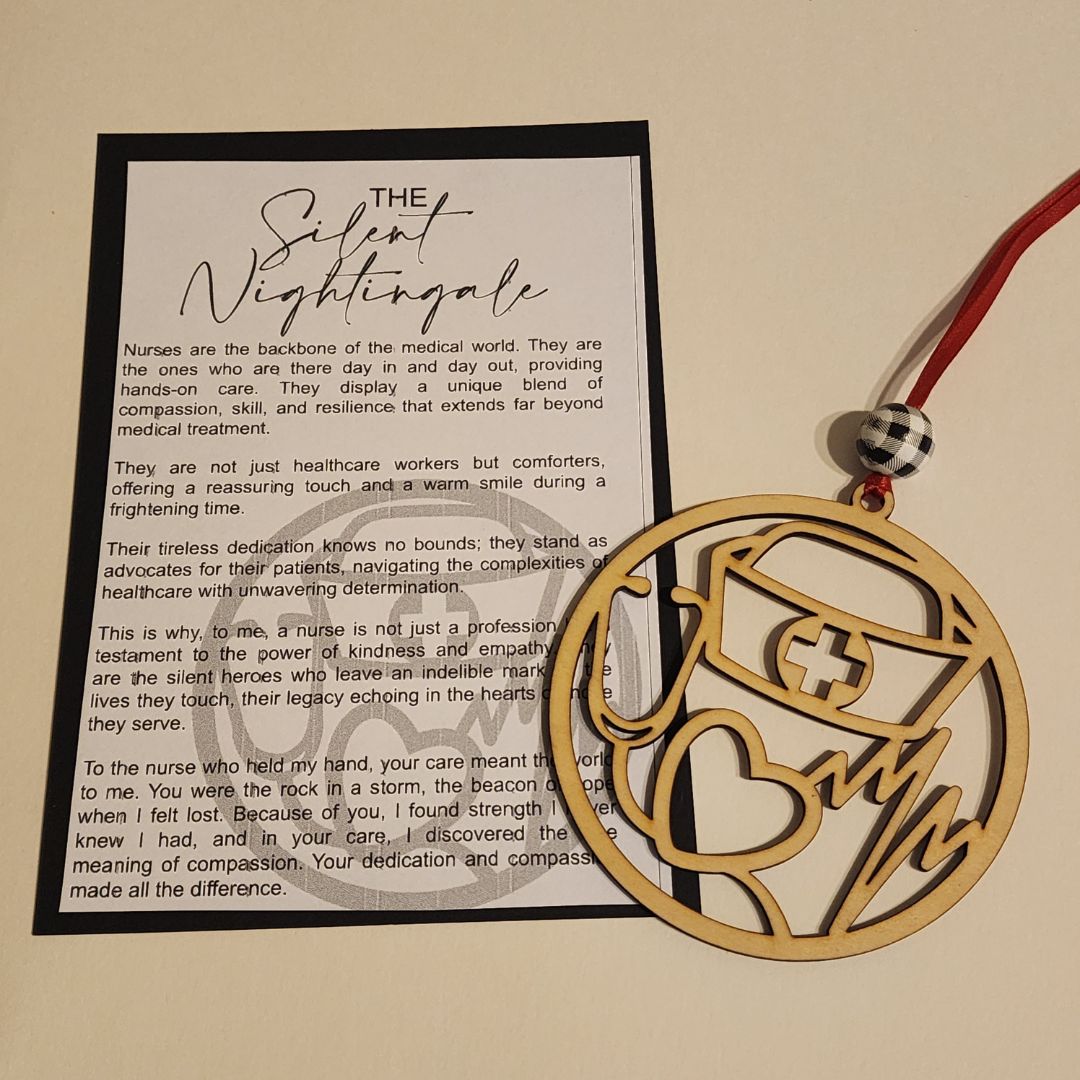 THE
Silent
Nightingale
Nurses are the backbone of the medical world. They are
the ones who are there day in and day out, providing
hands-on care. They display a unique blend of
compassion, skill, and resilience that extends far beyond
medical treatment.
They are not just healthcare workers but comforters,
offering a reassuring touch and a warm smile during a
frightening time.
Their tireless dedication knows no bounds; they stand as
advocates for their patients, navigating the complexities of
healthcare with unwavering determination.
This is why, to me, a nurse is not just a profession
testament to the power of kindness and empathy. They
are the silent heroes who leave an indelible mark the
lives they touch, their legacy echoing in the hearts
they serve.
To the nurse who held my hand, your care meant the world
to me. You were the rock in a storm, the beacon of hope
when I felt lost. Because of you, I found strength I never
knew I had, and in your care, I discovered the
meaning of compassion. Your dedication and compassion
made all the difference.